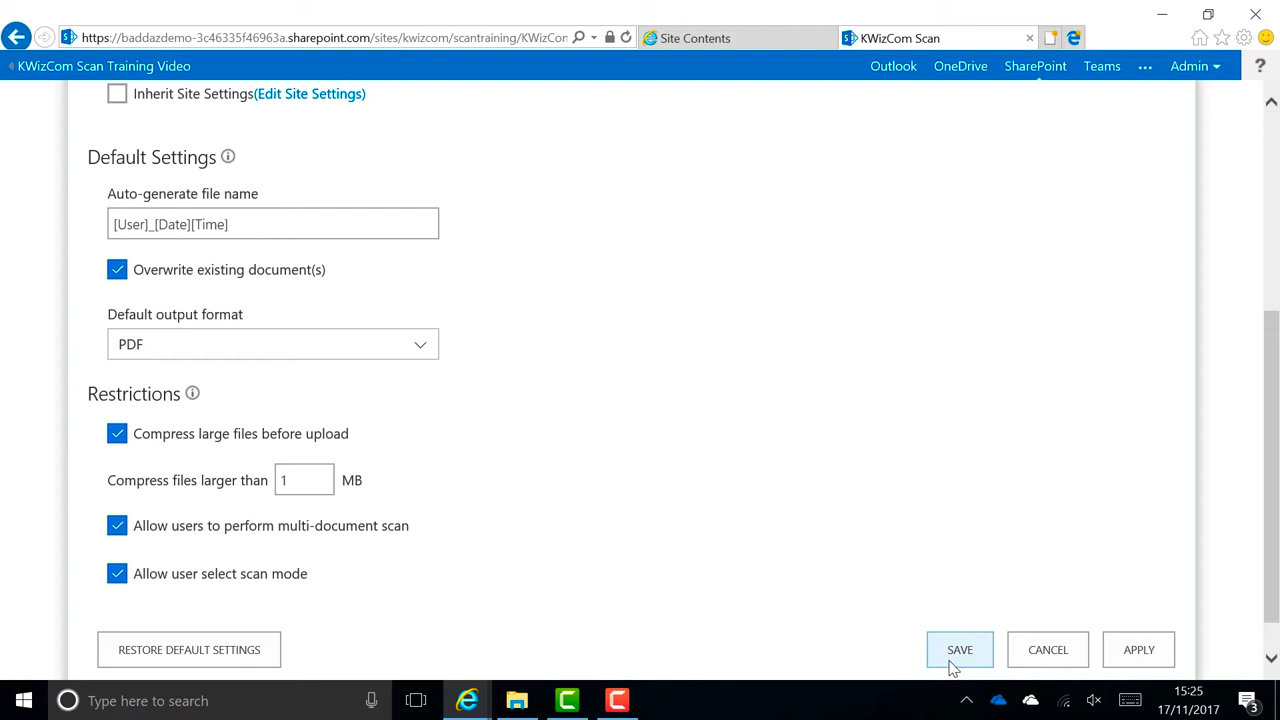 https://baddazdemo-3c46335f46963a.sharepoint.com/sites/kwizcom/scantraining/KWizCon
Site Contents
KWizCom Scan
KWizCom Scan Training Video
Outlook
OneDrive
SharePoint
Teams
...
Admin
?
Inherit Site Settings(Edit Site Settings)
Default Settings
Auto-generate file name
[User]_[Date][Time]
Overwrite existing document(s)
Default output format
PDF
Restrictions
Compress large files before upload
Compress files larger than 1 MB
Allow users to perform multi-document scan
Allow user select scan mode
RESTORE DEFAULT SETTINGS
SAVE
CANCEL
APPLY
Type here to search
15:25
17/11/2017
3